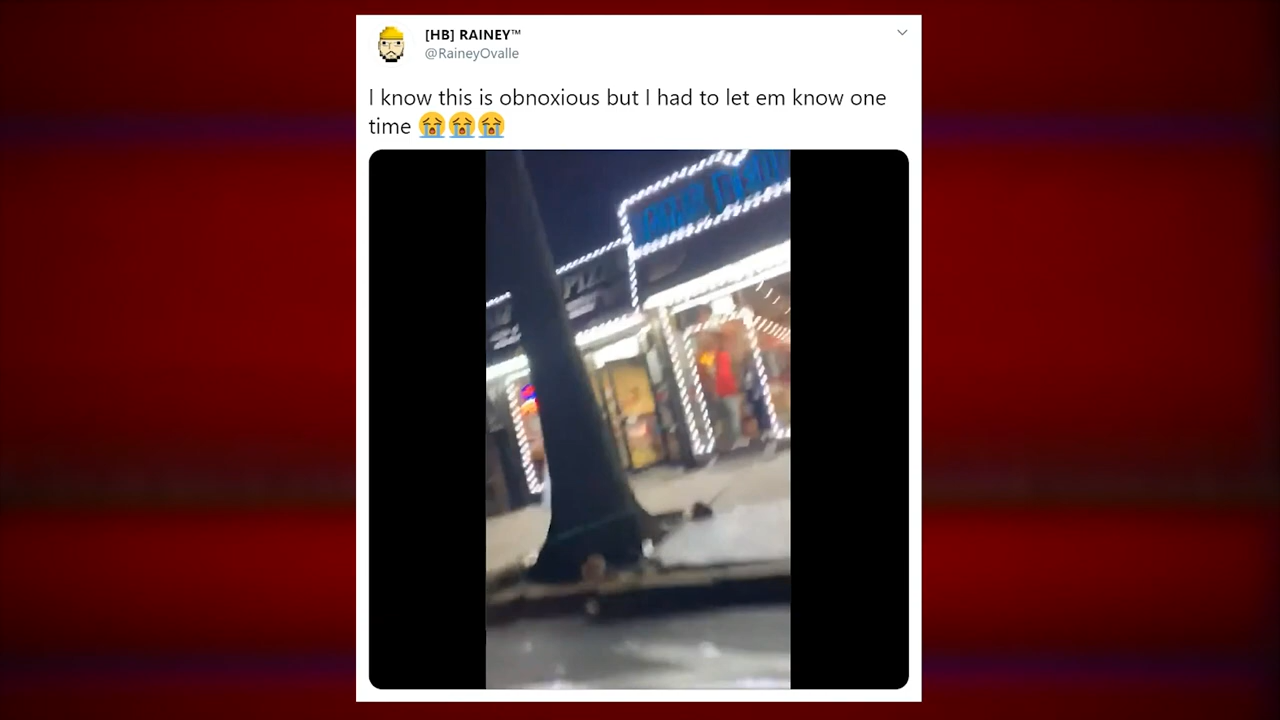 [HB] RAINEY™
@RaineyOvalle
I know this is obnoxious but I had to let em know one
time 😭😭😭